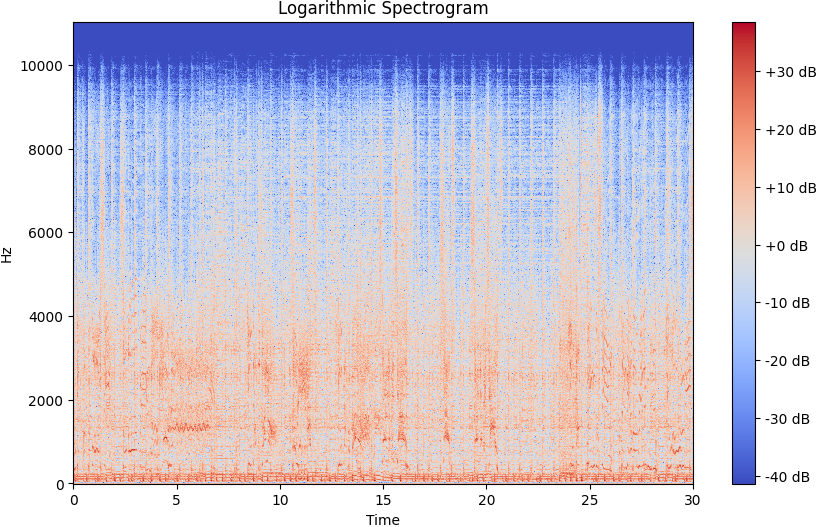 Logarithmic Spectrogram
Hz
10000
8000
6000
4000
2000
0
0 5 10 15 20 25 30
Time
+30 dB
+20 dB
+10 dB
+0 dB
-10 dB
-20 dB
-30 dB
-40 dB